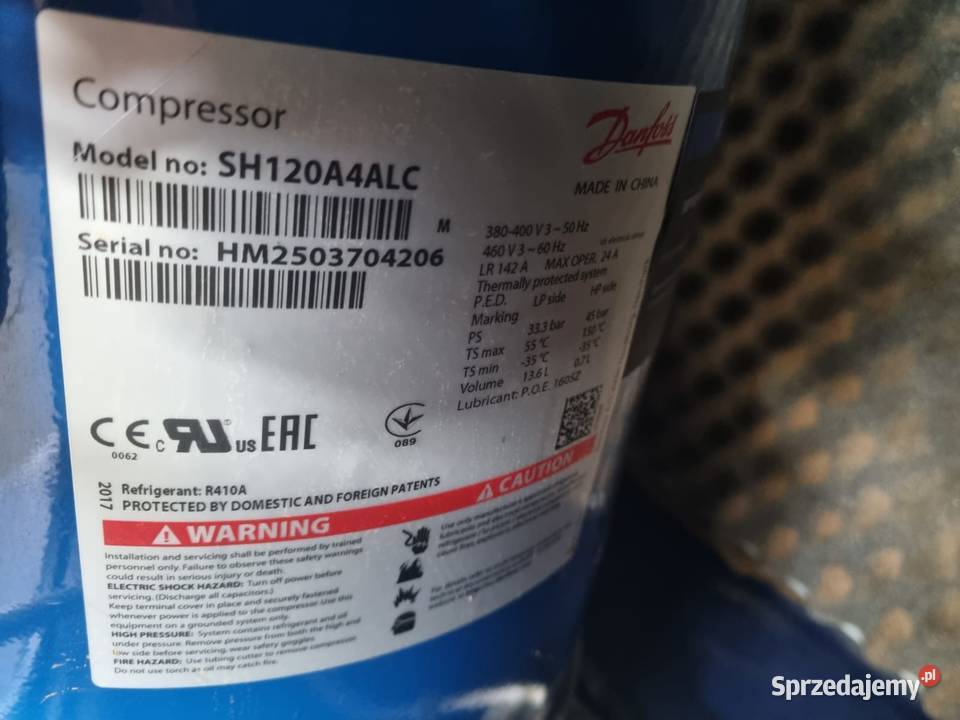 Compressor
Danfoss
MADE IN CHINA
Model no: SH120A4ALC
M
Serial no: HM2503704206
380-400 V 3 ~ 50 Hz
460 V 3 ~ 60 Hz
LR 142 A MAX OPER. 24 A
Thermally protected system
P.E.D. LP side HP side
Marking
PS 33.3 bar 45 bar
TS max 55 °C 150 °C
TS min -35 °C -35 °C
Volume 13.6 L 0.7 L
Lubricant: P.O.E. 160SZ
CE 0062
c RU us
EAC
089
2017
Refrigerant: R410A
PROTECTED BY DOMESTIC AND FOREIGN PATENTS
WARNING
CAUTION
Installation and servicing shall be performed by trained
personnel only. Failure to observe these safety warnings
could result in serious injury or death.
ELECTRIC SHOCK HAZARD: Turn off power before
servicing. (Discharge all capacitors.)
Keep terminal cover in place and securely fastened
whenever power is applied to the compressor. Use this
equipment on a grounded system only.
HIGH PRESSURE: System contains refrigerant and oil
under pressure. Remove pressure from both the high and
low side before servicing, wear safety goggles
FIRE HAZARD: Use tubing cutter to remove compressor
Do not use torch as oil may catch fire.
Sprzedajemy.pl